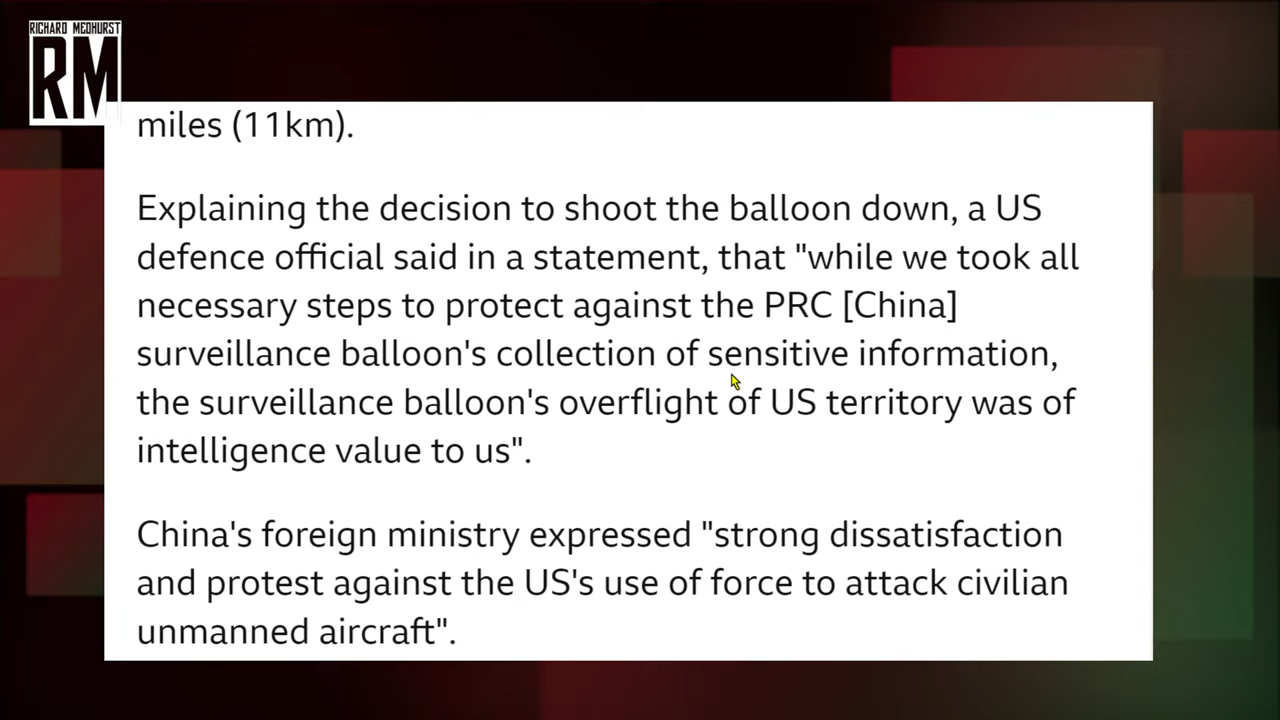 RICHARD MEDHURST
RM
miles (11km).
Explaining the decision to shoot the balloon down, a US
defence official said in a statement, that "while we took all
necessary steps to protect against the PRC [China]
surveillance balloon's collection of sensitive information,
the surveillance balloon's overflight of US territory was of
intelligence value to us".
China's foreign ministry expressed "strong dissatisfaction
and protest against the US's use of force to attack civilian
unmanned aircraft".